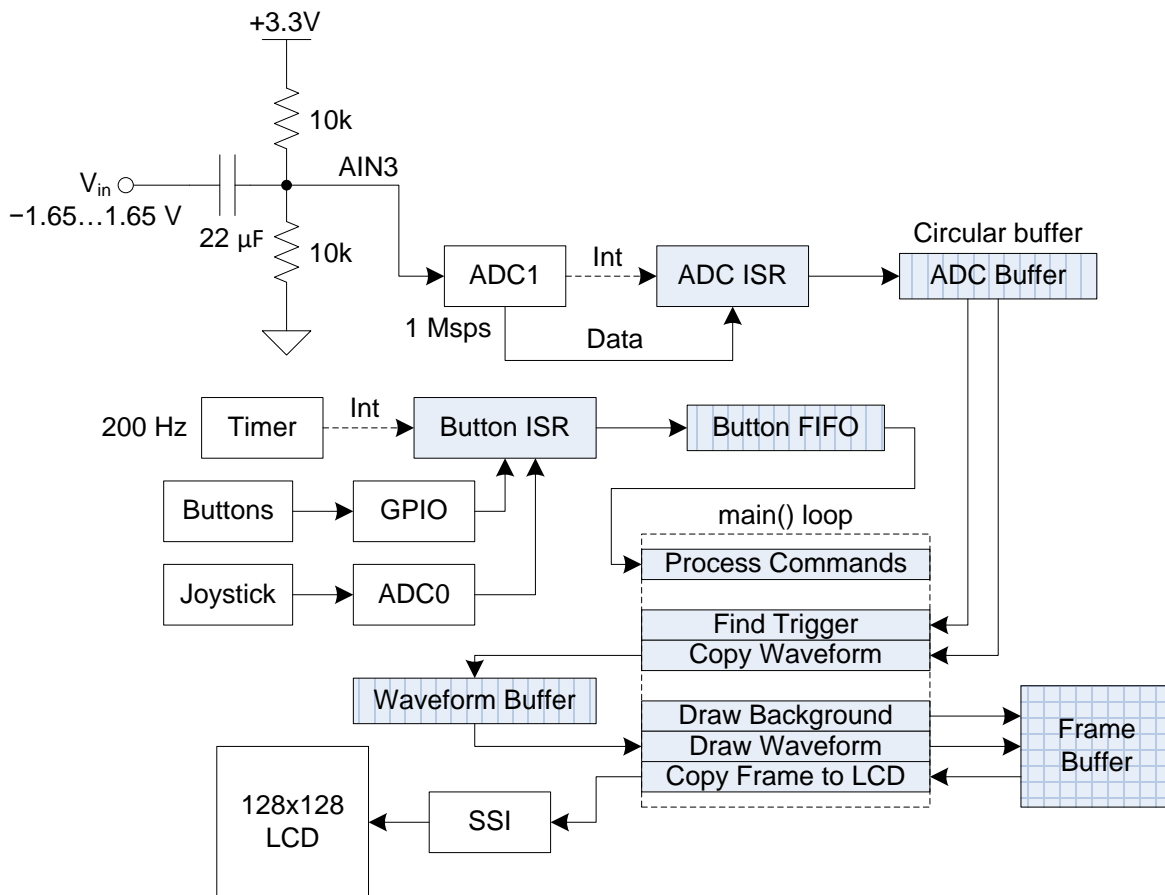 +3.3V
10k
AIN3
Vin
−1.65…1.65 V
22 µF
10k
Circular buffer
ADC1
Int
ADC ISR
ADC Buffer
1 Msps
Data
200 Hz
Timer
Int
Button ISR
Button FIFO
Buttons
GPIO
main() loop
Process Commands
Joystick
ADC0
Find Trigger
Copy Waveform
Waveform Buffer
Draw Background
Draw Waveform
Copy Frame to LCD
Frame
Buffer
128x128
LCD
SSI